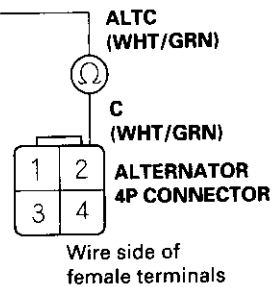 ALTC
(WHT/GRN)
Ω
C
(WHT/GRN)
1 2
ALTERNATOR
4P CONNECTOR
3 4
Wire side of
female terminals